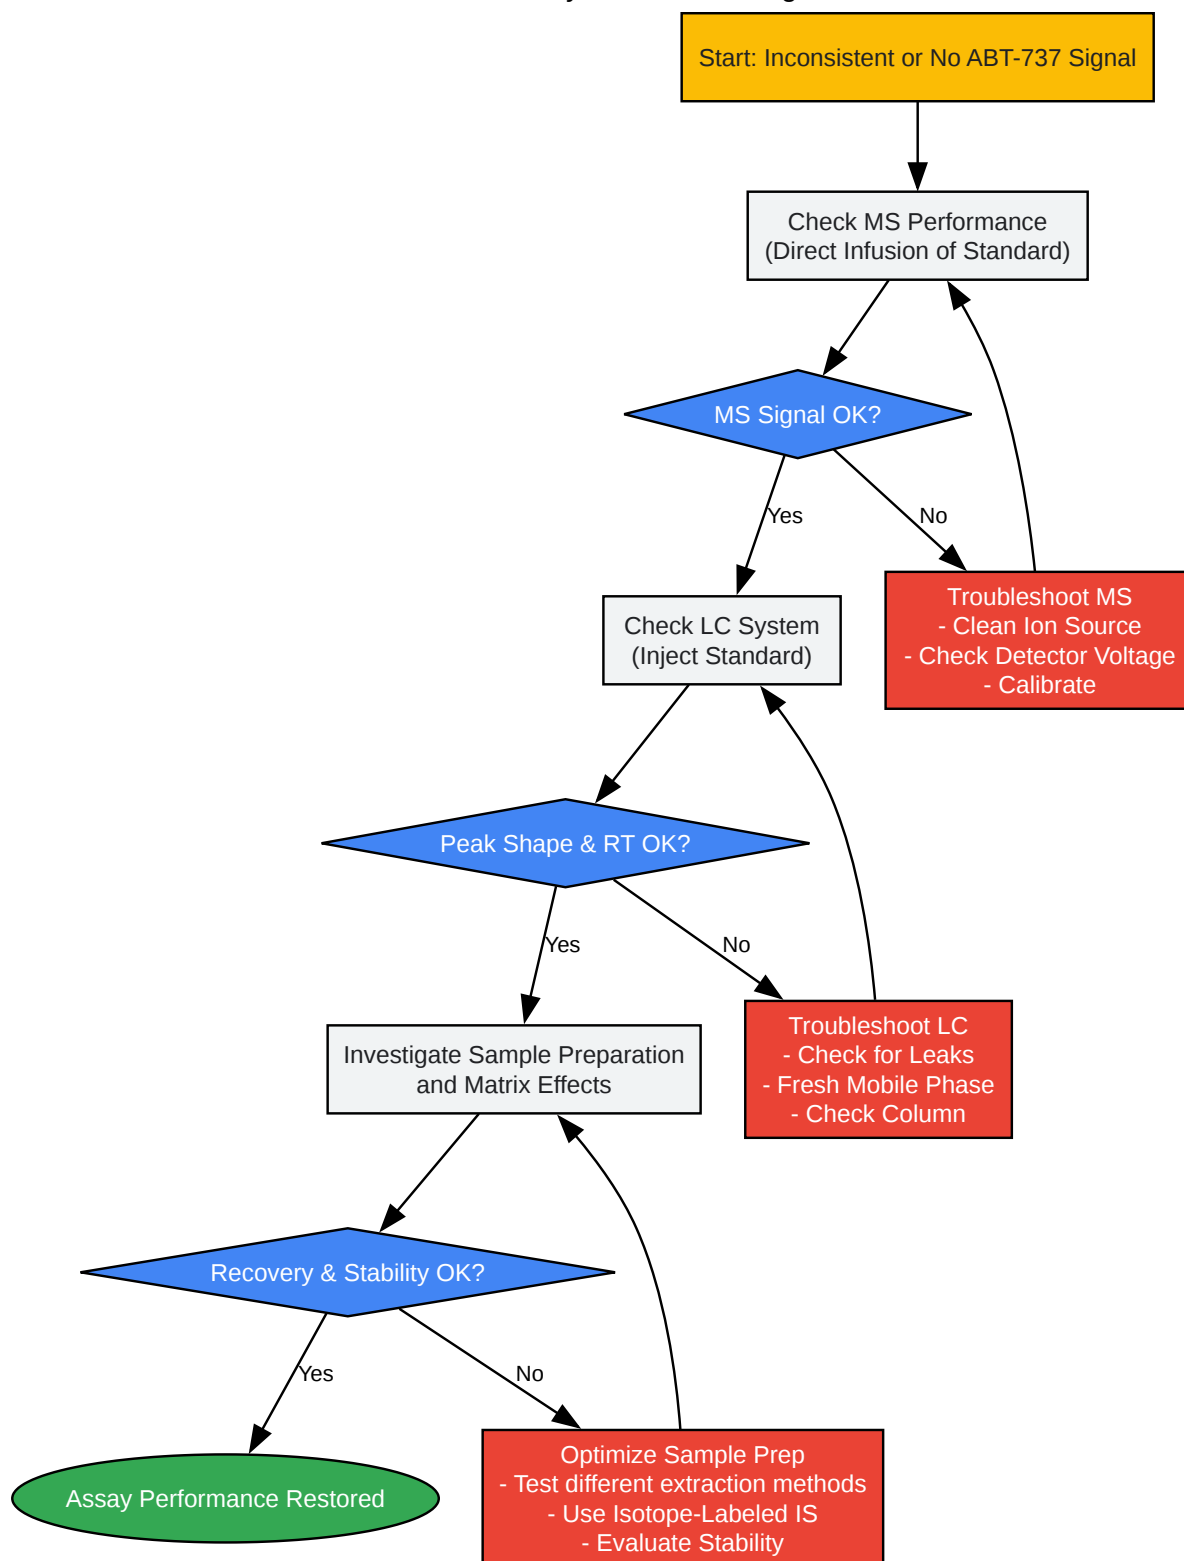 Start: Inconsistent or No ABT-737 Signal
Check MS Performance
(Direct Infusion of Standard)
MS Signal OK?
Yes
No
Troubleshoot MS
- Clean Ion Source
- Check Detector Voltage
- Calibrate
Check LC System
(Inject Standard)
Peak Shape & RT OK?
Yes
No
Troubleshoot LC
- Check for Leaks
- Fresh Mobile Phase
- Check Column
Investigate Sample Preparation
and Matrix Effects
Recovery & Stability OK?
Yes
No
Optimize Sample Prep
- Test different extraction methods
- Use Isotope-Labeled IS
- Evaluate Stability
Assay Performance Restored